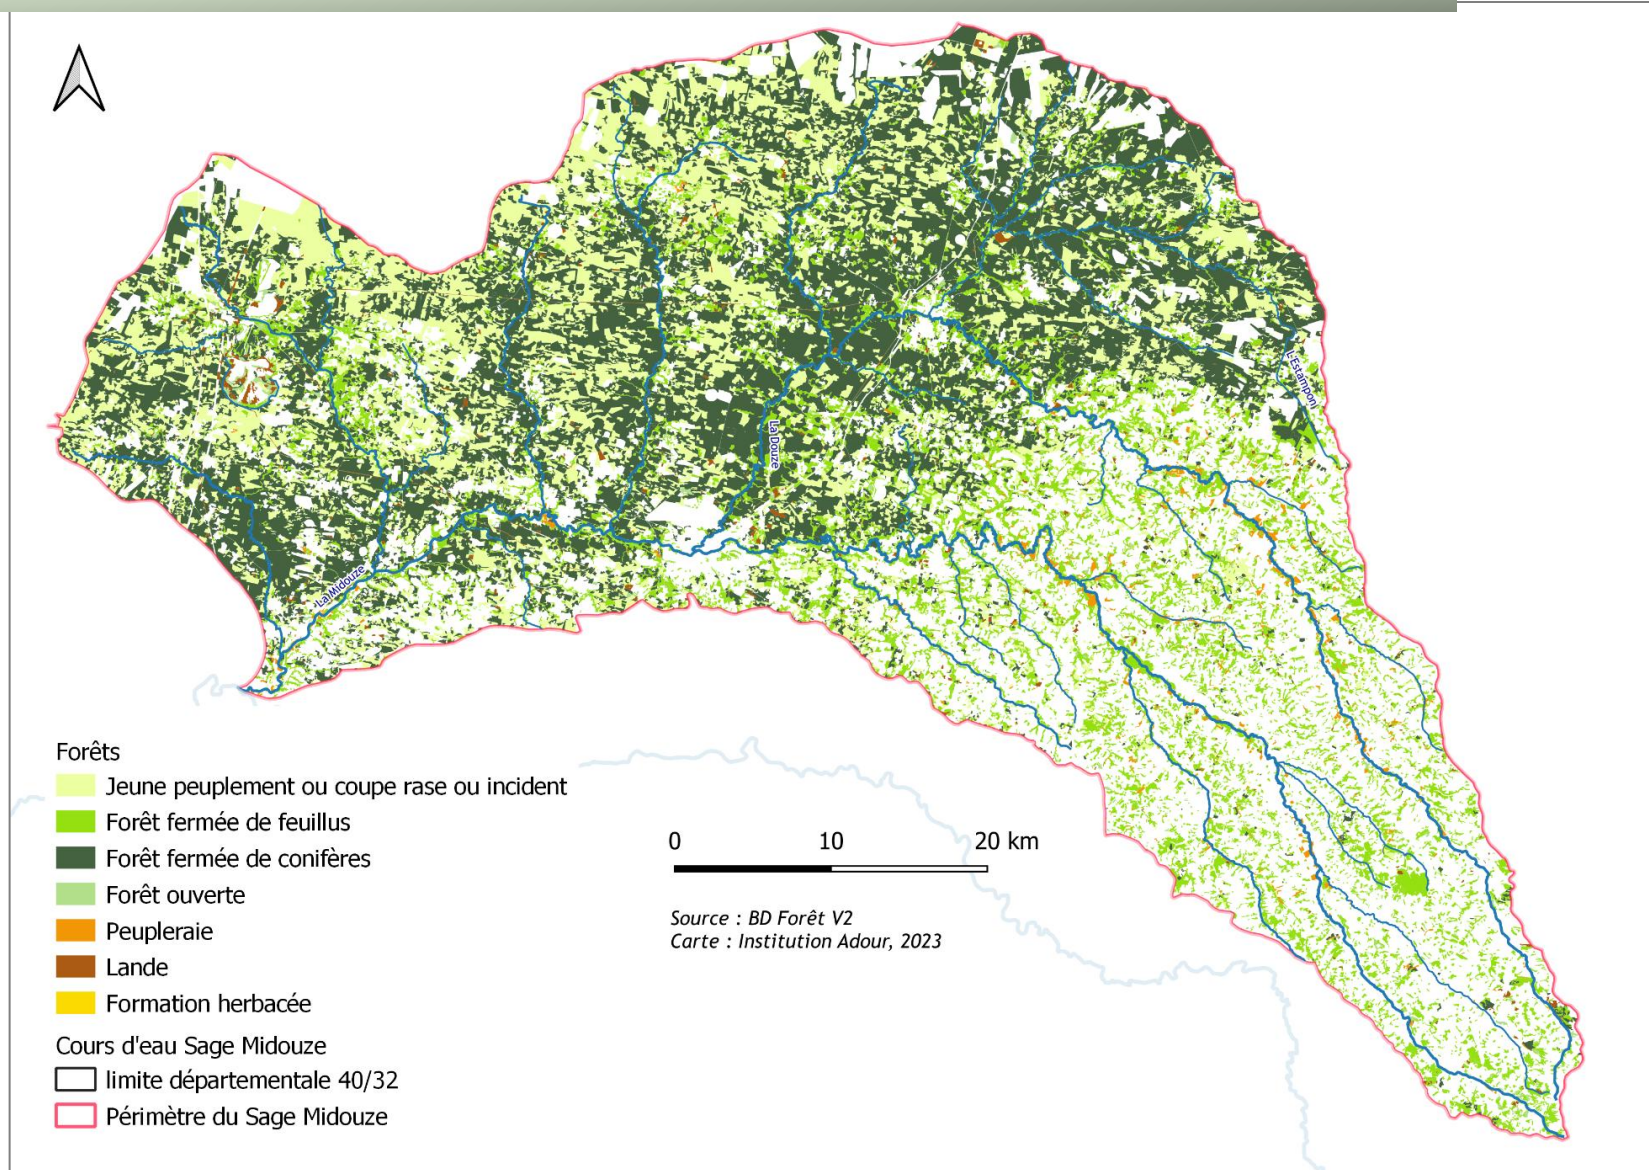 L'Estampon
La Douze
La Midouze
Forêts
Jeune peuplement ou coupe rase ou incident
Forêt fermée de feuillus
Forêt fermée de conifères
Forêt ouverte
Peupleraie
Lande
Formation herbacée
Cours d'eau Sage Midouze
limite départementale 40/32
Périmètre du Sage Midouze
0 10 20 km
Source : BD Forêt V2
Carte : Institution Adour, 2023